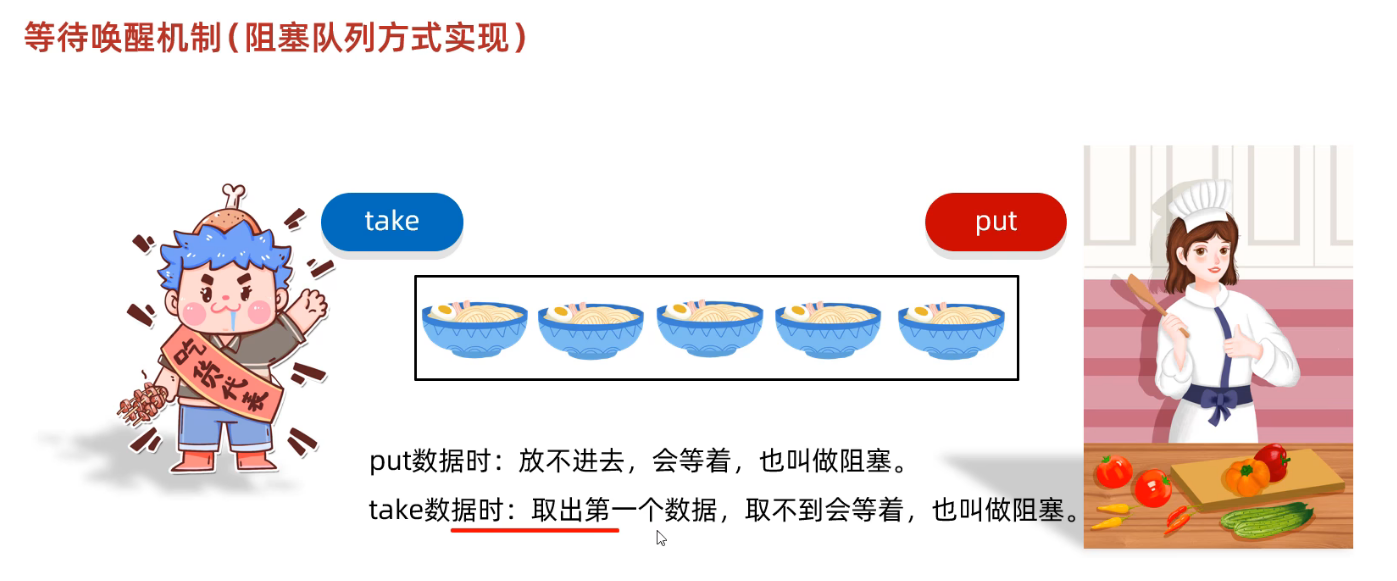 等待唤醒机制(阻塞队列方式实现)
take
put
吃货代表
put数据时：放不进去，会等着，也叫做阻塞。
take数据时：取出第一个数据，取不到会等着，也叫做阻塞。